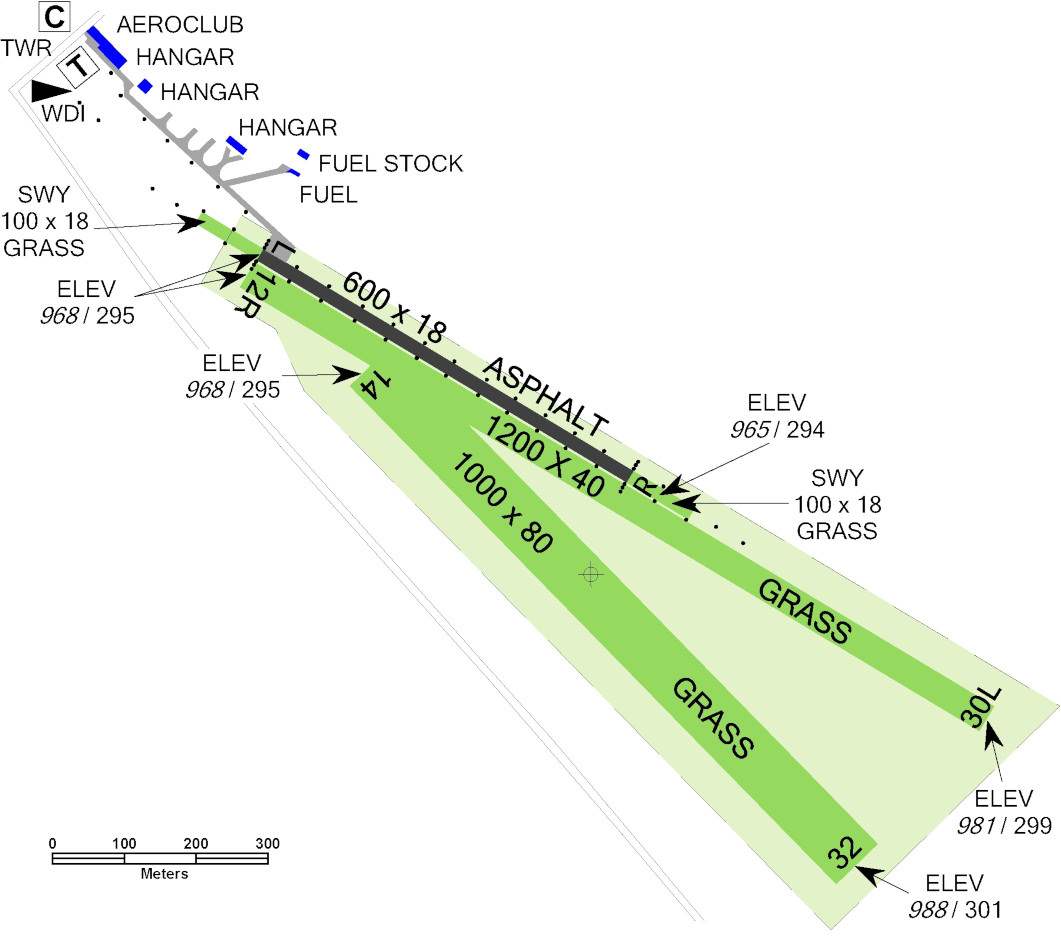 C
AEROCLUB
TWR
T
HANGAR
HANGAR
WDI
HANGAR
FUEL STOCK
FUEL
SWY
100 x 18
GRASS
L
12R
ELEV
968 / 295
600 x 18
ASPHALT
ELEV
968 / 295
14
ELEV
965 / 294
1200 X 40
R
SWY
100 x 18
GRASS
1000 x 80
GRASS
GRASS
30L
ELEV
981 / 299
32
ELEV
988 / 301
0 100 200 300
Meters